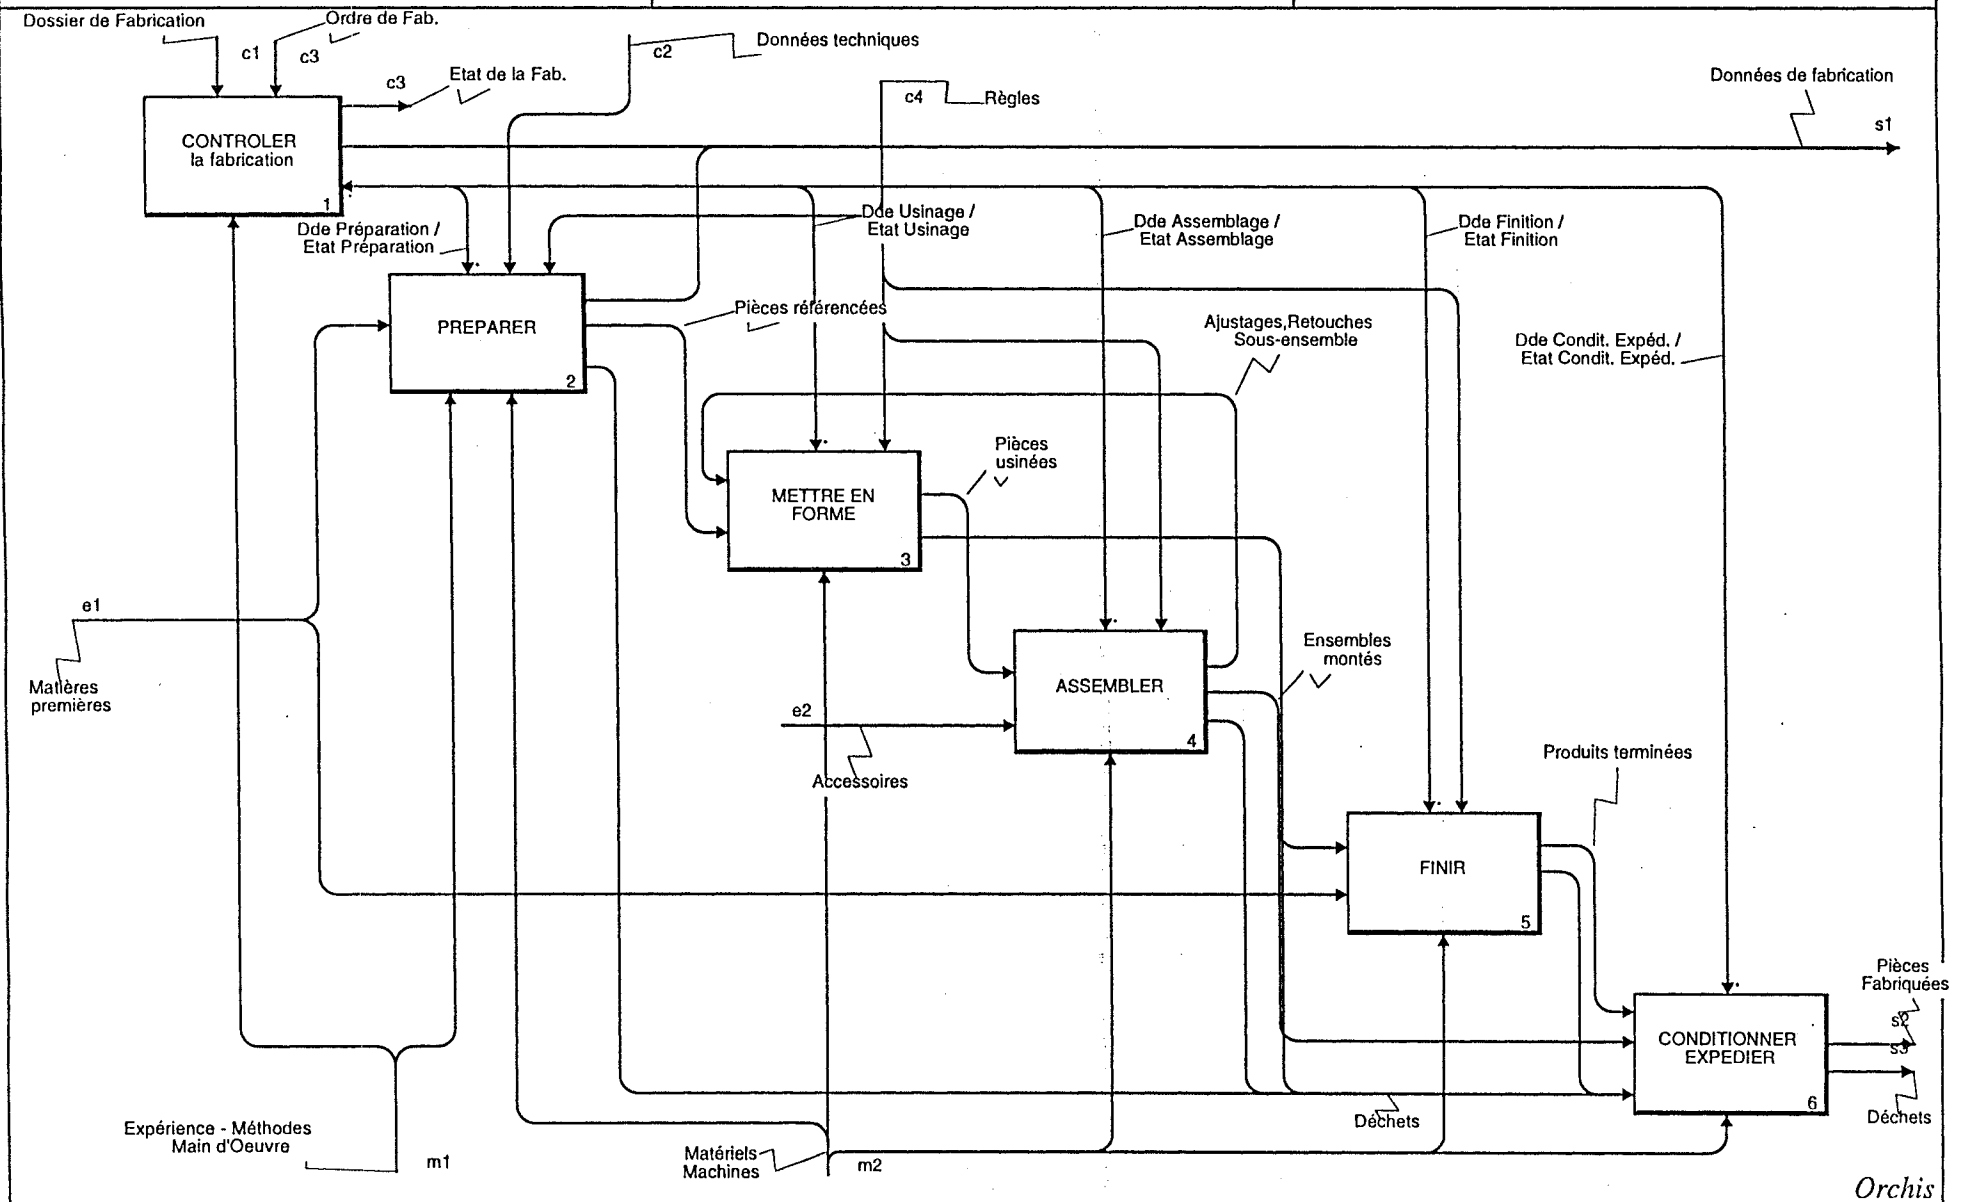 Dossier de Fabrication
Ordre de Fab.
c1
c3
c2
Données techniques
c3
Etat de la Fab.
c4
Règles
Données de fabrication
s1
CONTROLER
la fabrication
1
Dde Préparation /
Etat Préparation
Dde Usinage /
Etat Usinage
Dde Assemblage /
Etat Assemblage
Dde Finition /
Etat Finition
PREPARER
2
Pièces référencées
Ajustages,Retouches
Sous-ensemble
Dde Condit. Expéd. /
Etat Condit. Expéd.
METTRE EN
FORME
3
Pièces
usinées
e1
Matières
premières
ASSEMBLER
4
Ensembles
montés
e2
Accessoires
Produits terminées
FINIR
5
Pièces
Fabriquées
s2
s3
CONDITIONNER
EXPEDIER
6
Déchets
Déchets
Expérience - Méthodes
Main d'Oeuvre
m1
Matériels
Machines
m2
Orchis